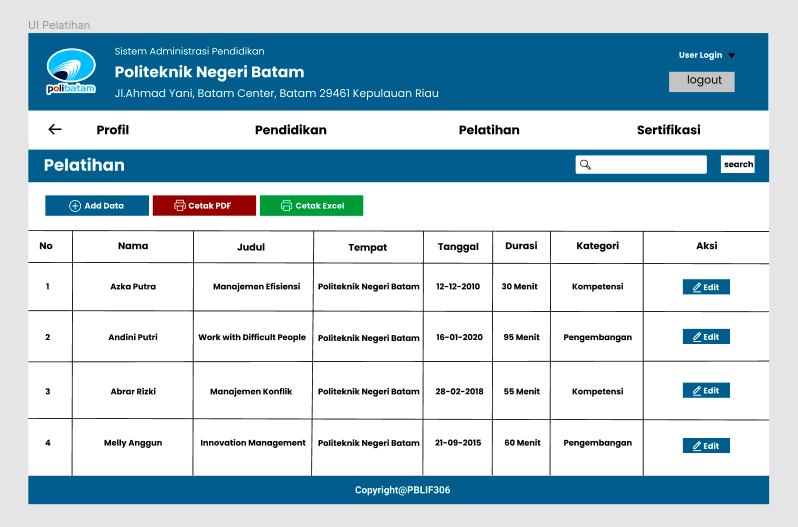 UI Pelatihan
Sistem Administrasi Pendidikan
Politeknik Negeri Batam
Jl.Ahmad Yani, Batam Center, Batam 29461 Kepulauan Riau
polibatam
User Login
logout
Profil Pendidikan Pelatihan Sertifikasi
Pelatihan search
Add Data Cetak PDF Cetak Excel
No Nama Judul Tempat Tanggal Durasi Kategori Aksi
1 Azka Putra Manajemen Efisiensi Politeknik Negeri Batam 12-12-2010 30 Menit Kompetensi Edit
2 Andini Putri Work with Difficult People Politeknik Negeri Batam 16-01-2020 95 Menit Pengembangan Edit
3 Abrar Rizki Manajemen Konflik Politeknik Negeri Batam 28-02-2018 55 Menit Kompetensi Edit
4 Melly Anggun Innovation Management Politeknik Negeri Batam 21-09-2015 60 Menit Pengembangan Edit
Copyright@PBLIF306